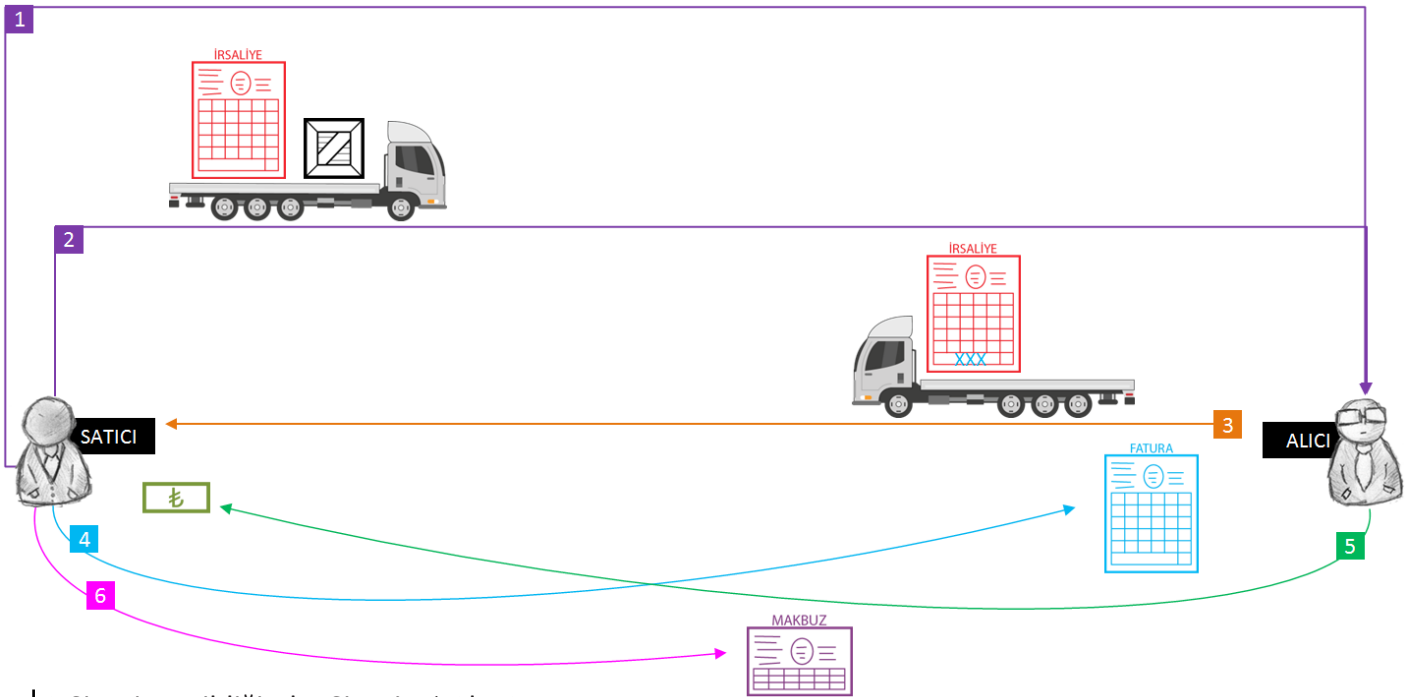 1
İRSALİYE
2
İRSALİYE
XXX
3
SATICI
ALICI
FATURA
₺
4
5
6
MAKBUZ